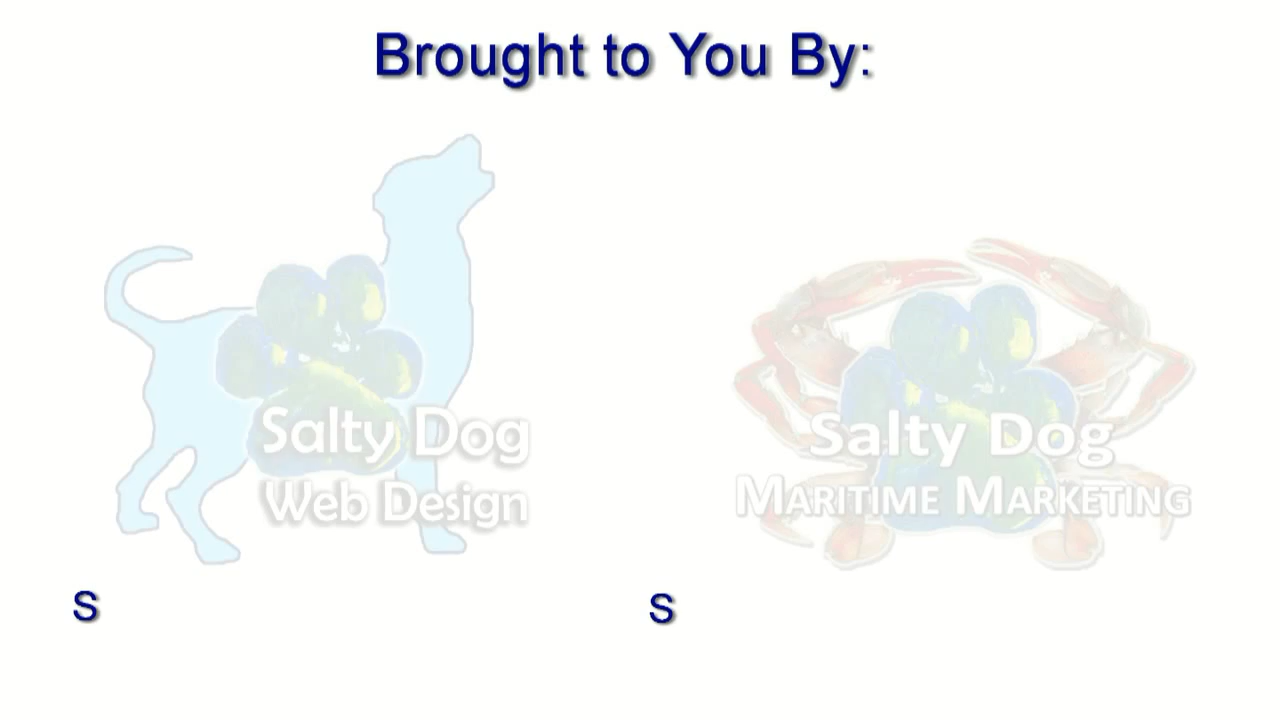 Brought to You By:
Salty Dog
Web Design
Salty Dog
MARITIME MARKETING
S
S